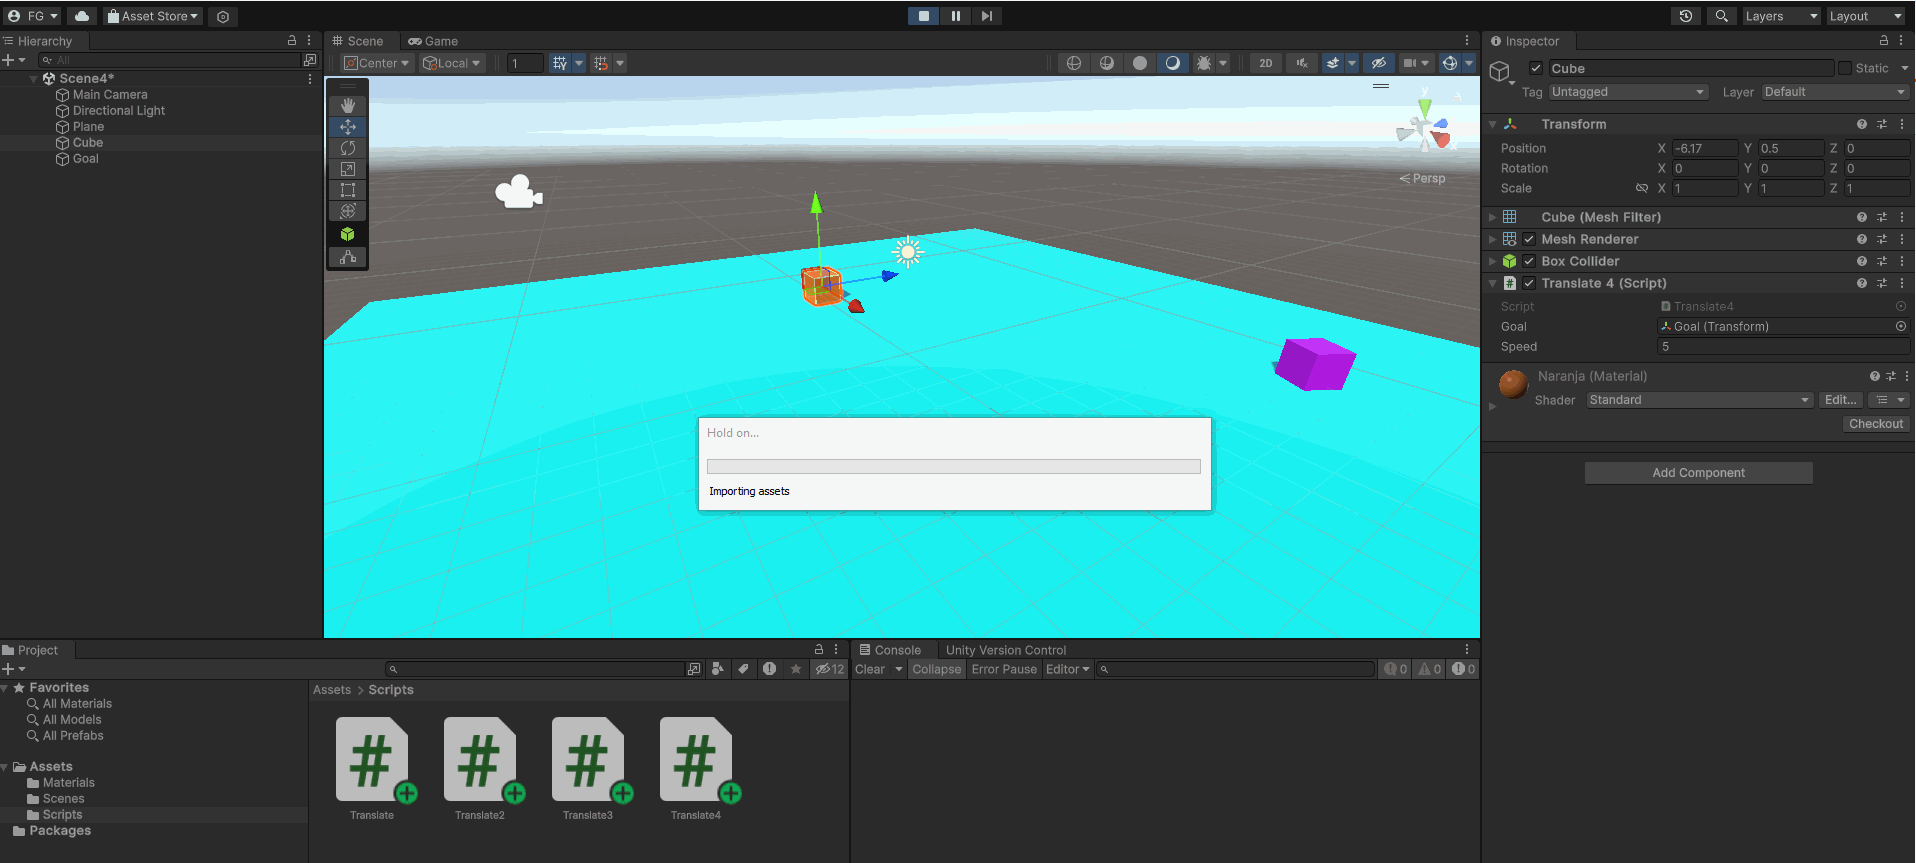 FG
Asset Store
Layers
Layout
Hierarchy
All
Scene4*
Main Camera
Directional Light
Plane
Cube
Goal
Scene
Game
Center
Local
1
2D
y
Persp
Hold on...
Importing assets
Inspector
Cube
Static
Tag
Untagged
Layer
Default
Transform
Position
X
-6.17
Y
0.5
Z
0
Rotation
X
0
Y
0
Z
0
Scale
X
1
Y
1
Z
1
Cube (Mesh Filter)
Mesh Renderer
Box Collider
Translate 4 (Script)
Script
Translate4
Goal
Goal (Transform)
Speed
5
Naranja (Material)
Shader
Standard
Edit...
Checkout
Add Component
Project
12
Favorites
All Materials
All Models
All Prefabs
Assets
Materials
Scenes
Scripts
Packages
Assets > Scripts
Translate
Translate2
Translate3
Translate4
Console
Unity Version Control
Clear
Collapse
Error Pause
Editor
0
0
0